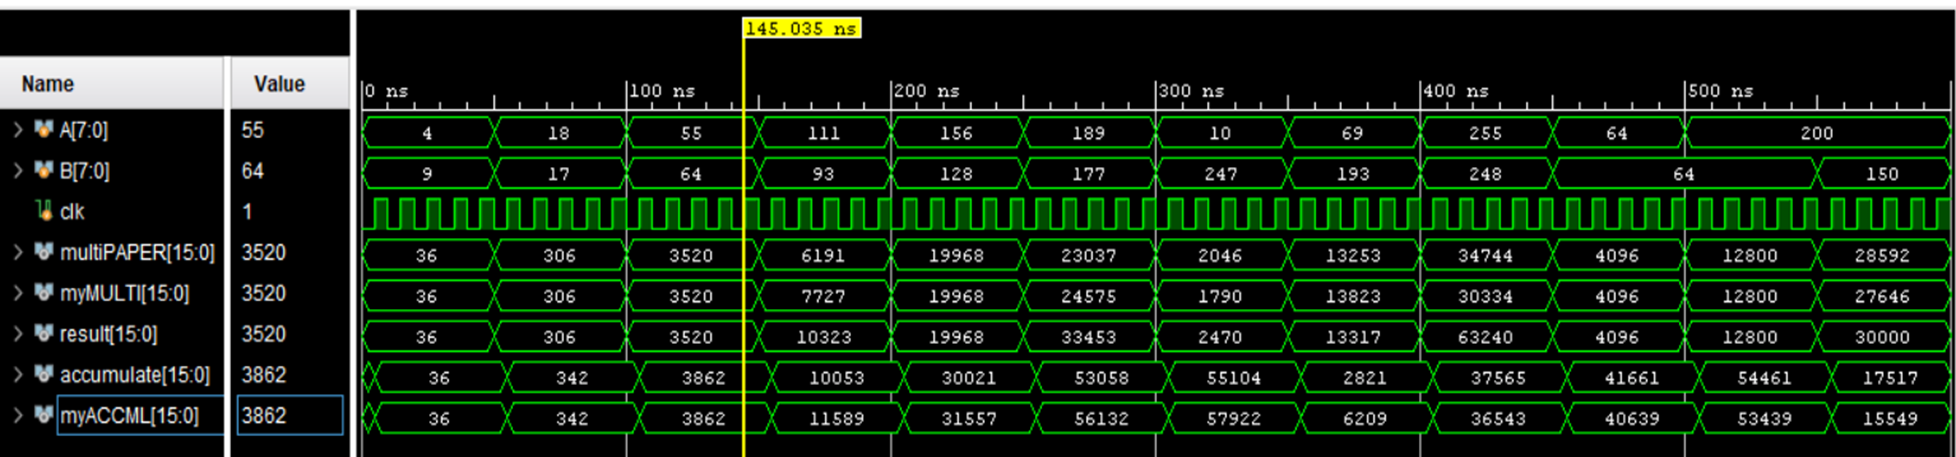 145.035 ns
Name Value 0 ns 100 ns 200 ns 300 ns 400 ns 500 ns
A[7:0] 55 4 18 55 111 156 189 10 69 255 64 200
B[7:0] 64 9 17 64 93 128 177 247 193 248 64 150
clk 1
multiPAPER[15:0] 3520 36 306 3520 6191 19968 23037 2046 13253 34744 4096 12800 28592
myMULTI[15:0] 3520 36 306 3520 7727 19968 24575 1790 13823 30334 4096 12800 27646
result[15:0] 3520 36 306 3520 10323 19968 33453 2470 13317 63240 4096 12800 30000
accumulate[15:0] 3862 36 342 3862 10053 30021 53058 55104 2821 37565 41661 54461 17517
myACCML[15:0] 3862 36 342 3862 11589 31557 56132 57922 6209 36543 40639 53439 15549